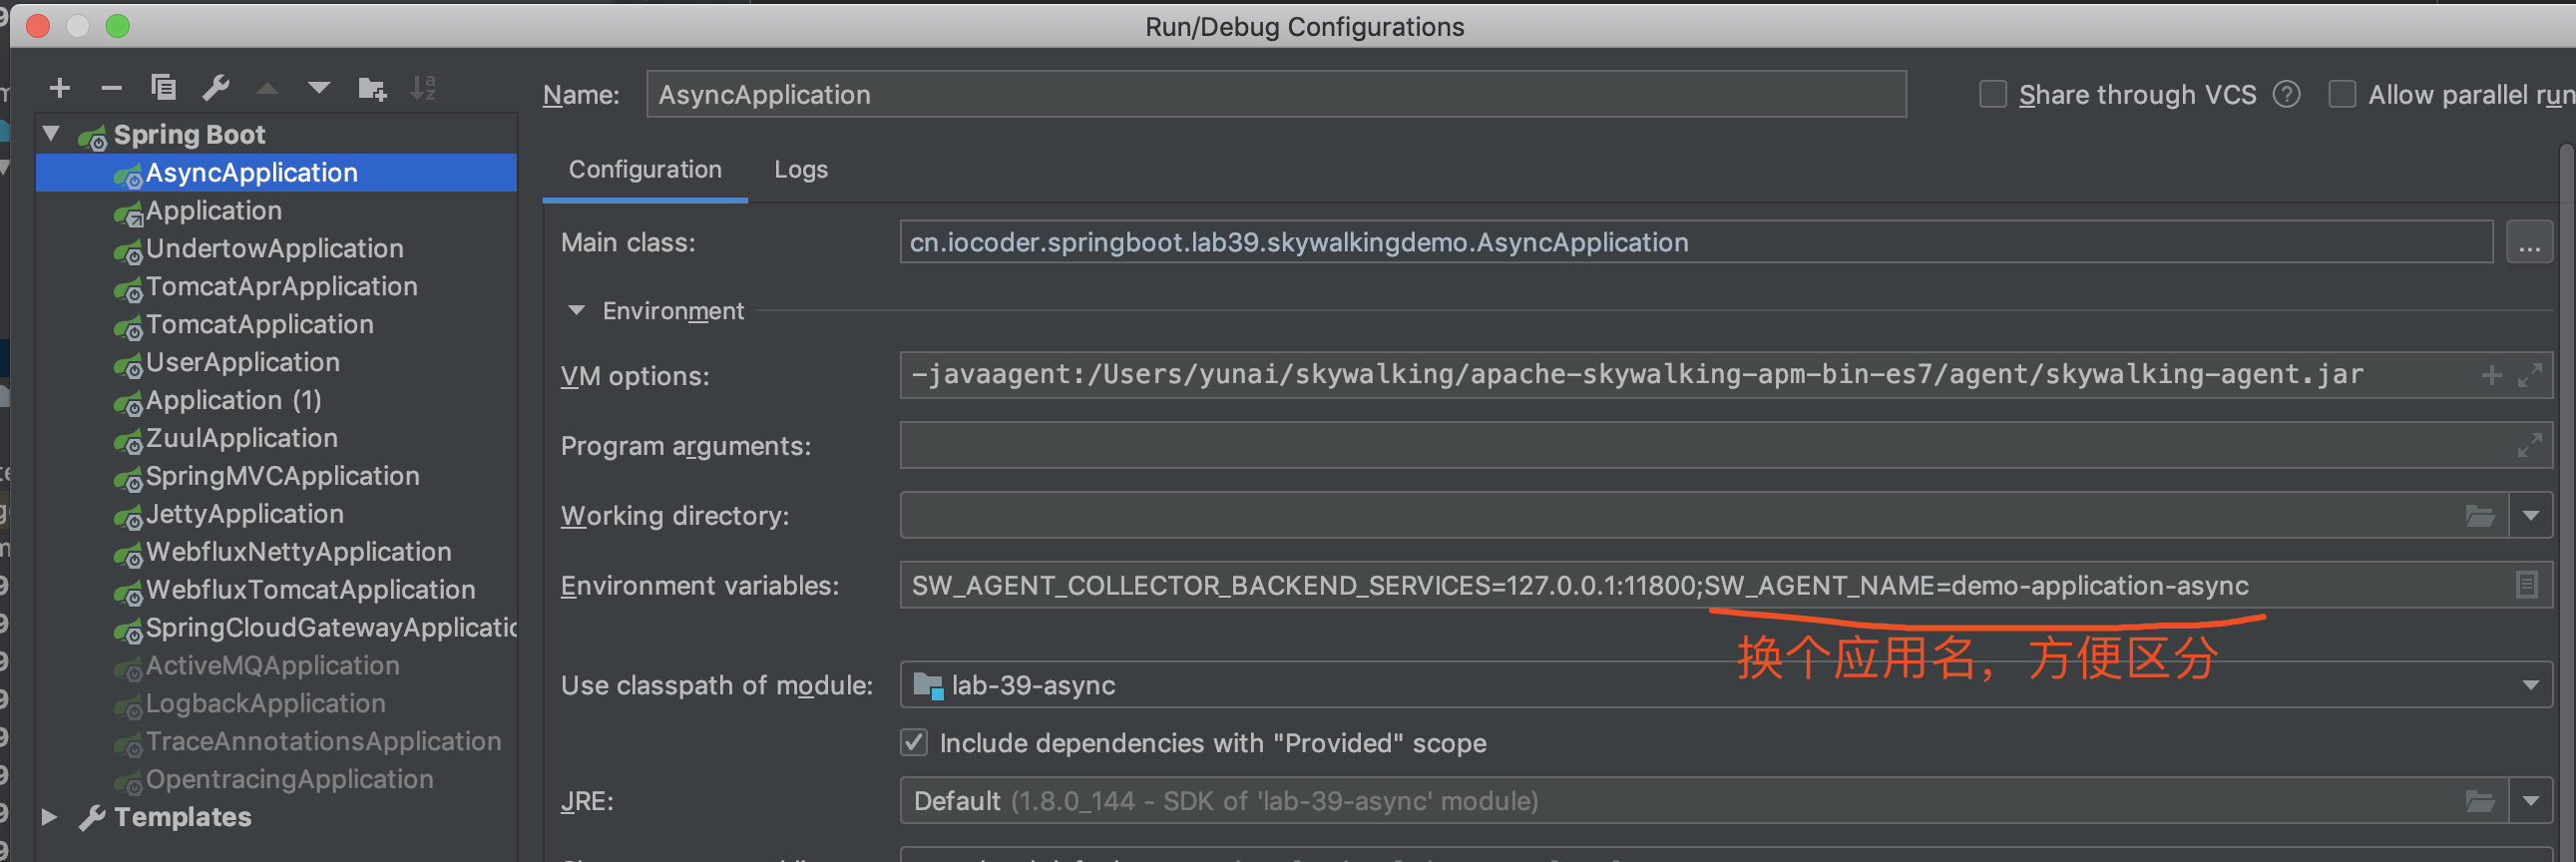 Run/Debug Configurations
Name: AsyncApplication
Share through VCS
Allow parallel run
Spring Boot
AsyncApplication
Application
UndertowApplication
TomcatAprApplication
TomcatApplication
UserApplication
Application (1)
ZuulApplication
SpringMVCApplication
JettyApplication
WebfluxNettyApplication
WebfluxTomcatApplication
SpringCloudGatewayApplicatio
ActiveMQApplication
LogbackApplication
TraceAnnotationsApplication
OpentracingApplication
Templates
Configuration Logs
Main class: cn.iocoder.springboot.lab39.skywalkingdemo.AsyncApplication ...
Environment
VM options: -javaagent:/Users/yunai/skywalking/apache-skywalking-apm-bin-es7/agent/skywalking-agent.jar
Program arguments:
Working directory:
Environment variables: SW_AGENT_COLLECTOR_BACKEND_SERVICES=127.0.0.1:11800;SW_AGENT_NAME=demo-application-async
换个应用名，方便区分
Use classpath of module: lab-39-async
Include dependencies with "Provided" scope
JRE: Default (1.8.0_144 - SDK of 'lab-39-async' module)